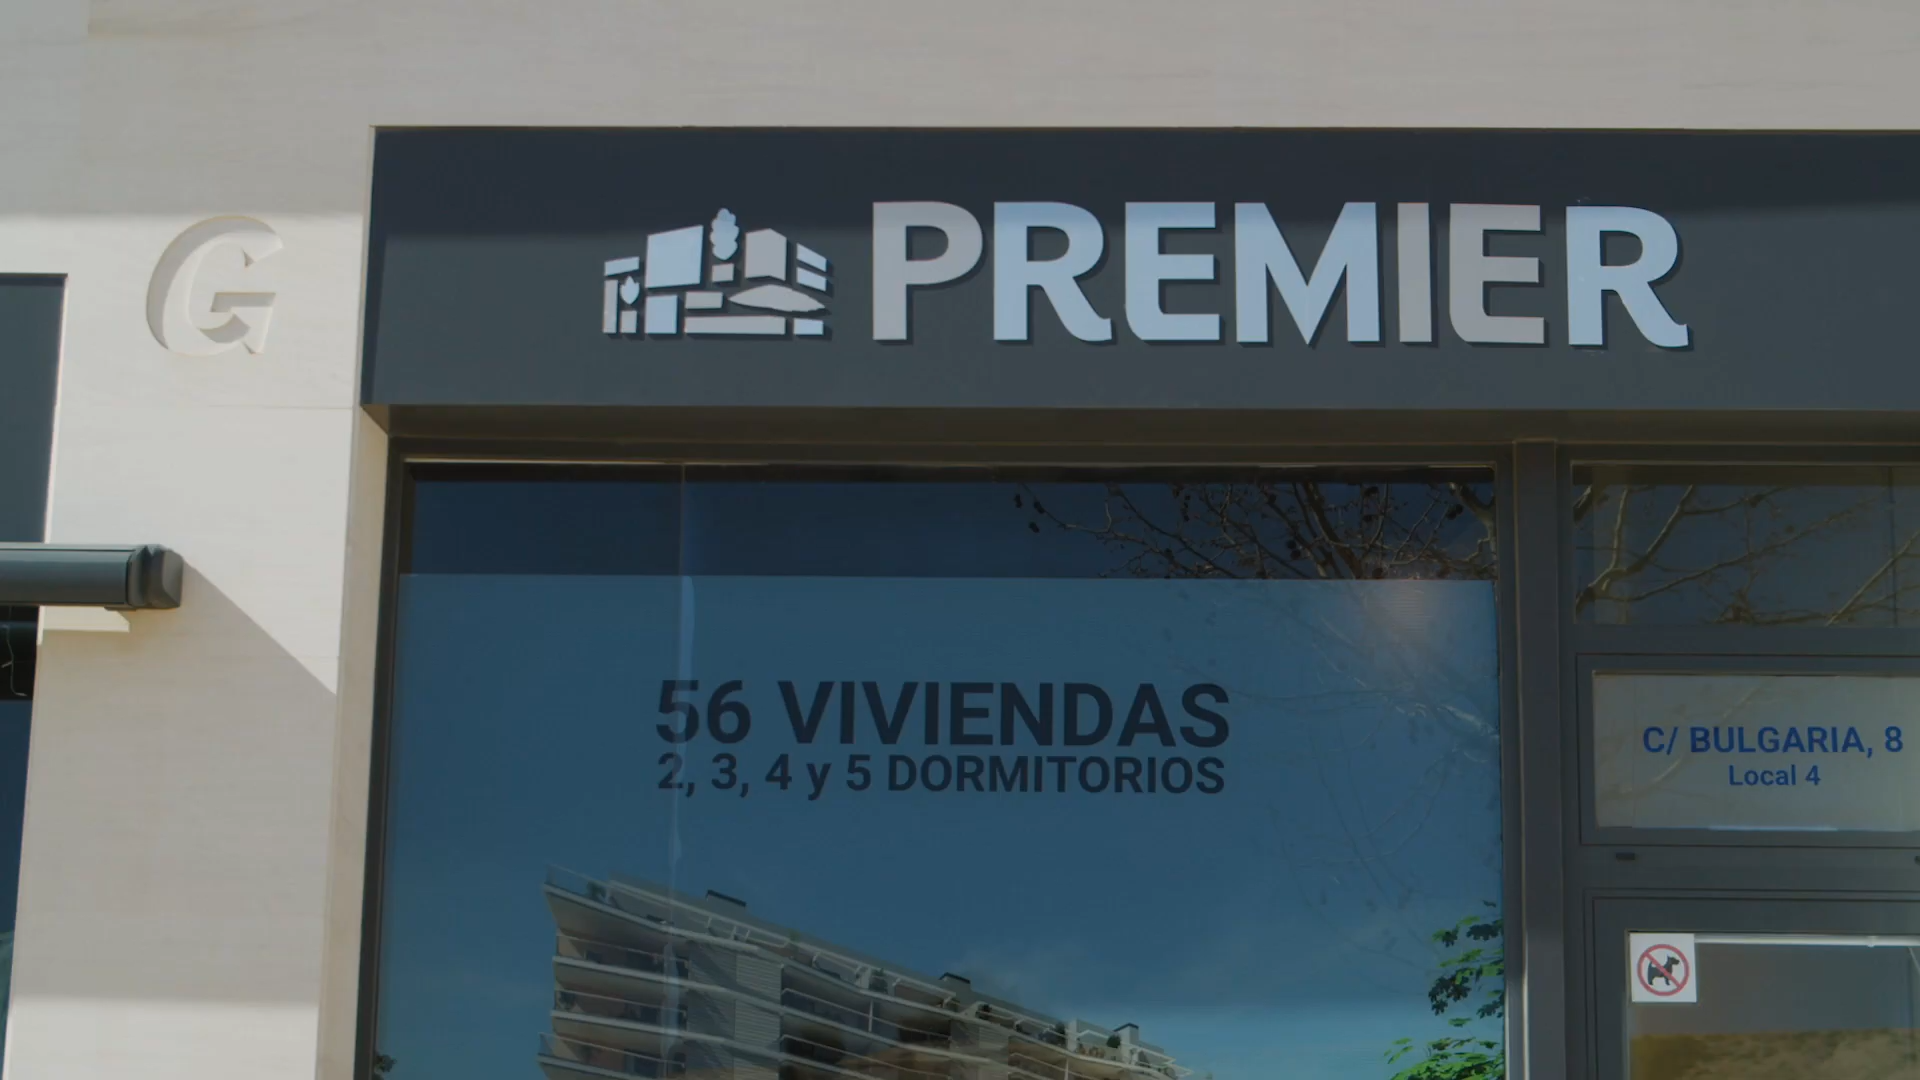 G
PREMIER
56 VIVIENDAS
2, 3, 4 y 5 DORMITORIOS
C/ BULGARIA, 8
Local 4